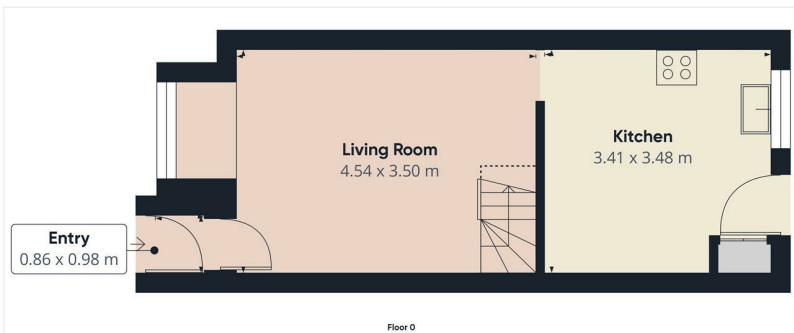 Living Room
4.54 x 3.50 m
Kitchen
3.41 x 3.48 m
Entry
0.86 x 0.98 m
Floor 0